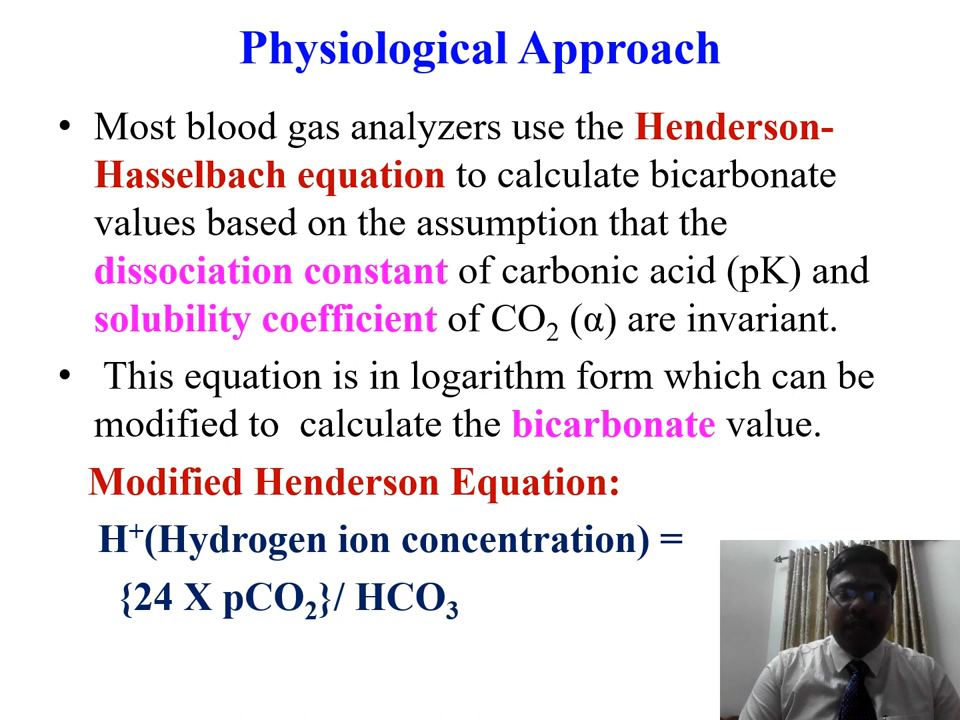 Physiological Approach
• Most blood gas analyzers use the Henderson-
Hasselbach equation to calculate bicarbonate
values based on the assumption that the
dissociation constant of carbonic acid (pK) and
solubility coefficient of CO₂ (α) are invariant.
• This equation is in logarithm form which can be
modified to calculate the bicarbonate value.
Modified Henderson Equation:
H⁺(Hydrogen ion concentration) =
{24 X pCO₂}/ HCO₃